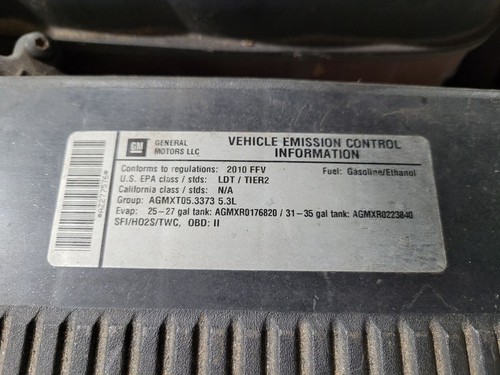 GM
GENERAL MOTORS LLC
VEHICLE EMISSION CONTROL INFORMATION
Conforms to regulations: 2010 FFV Fuel: Gasoline/Ethanol
U.S. EPA class / stds: LDT / TIER2
California class / stds: N/A
Group: AGMXT05.3373 5.3L
Evap: 25-27 gal tank: AGMXR0176820 / 31-35 gal tank: AGMXR0223840
SFI/HO2S/TWC, OBD: II